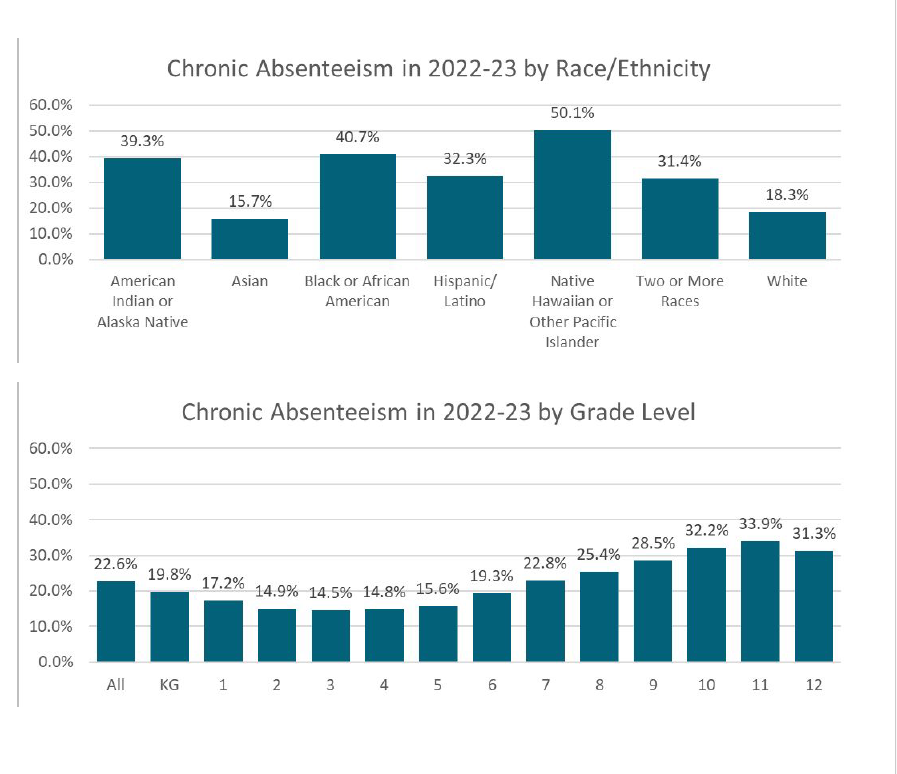 Chronic Absenteeism in 2022-23 by Race/Ethnicity
60.0%
50.0%
40.0%
30.0%
20.0%
10.0%
0.0%
39.3%
15.7%
40.7%
32.3%
50.1%
31.4%
18.3%
American
Indian or
Alaska Native
Asian
Black or African
American
Hispanic/
Latino
Native
Hawaiian or
Other Pacific
Islander
Two or More
Races
White
Chronic Absenteeism in 2022-23 by Grade Level
60.0%
50.0%
40.0%
30.0%
20.0%
10.0%
0.0%
22.6%
19.8%
17.2%
14.9%
14.5%
14.8%
15.6%
19.3%
22.8%
25.4%
28.5%
32.2%
33.9%
31.3%
All
KG
1
2
3
4
5
6
7
8
9
10
11
12